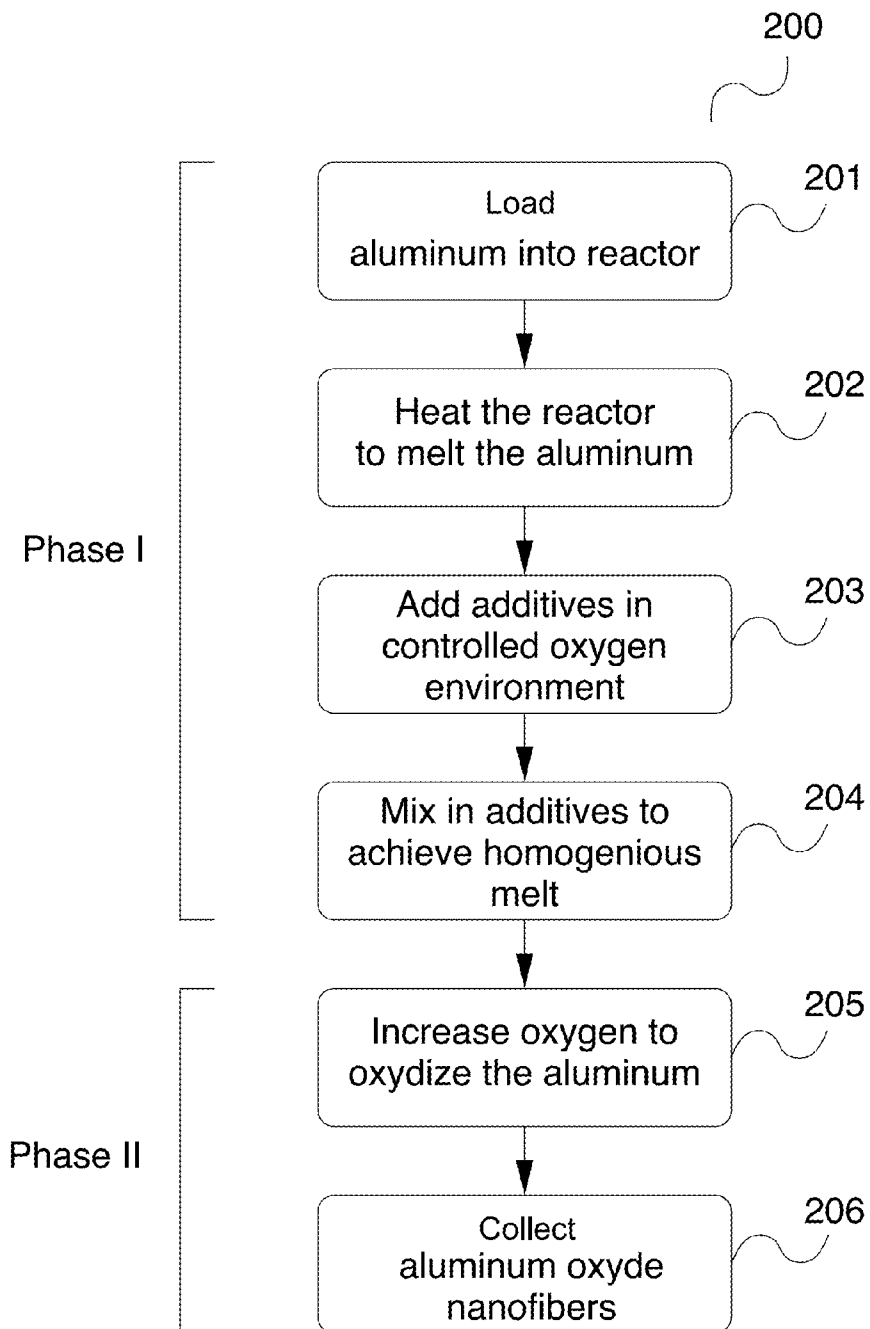 200
201
Load
aluminum into reactor
202
Heat the reactor
to melt the aluminum
Phase I
203
Add additives in
controlled oxygen
environment
204
Mix in additives to
achieve homogenious
melt
205
Increase oxygen to
oxydize the aluminum
Phase II
206
Collect
aluminum oxyde
nanofibers